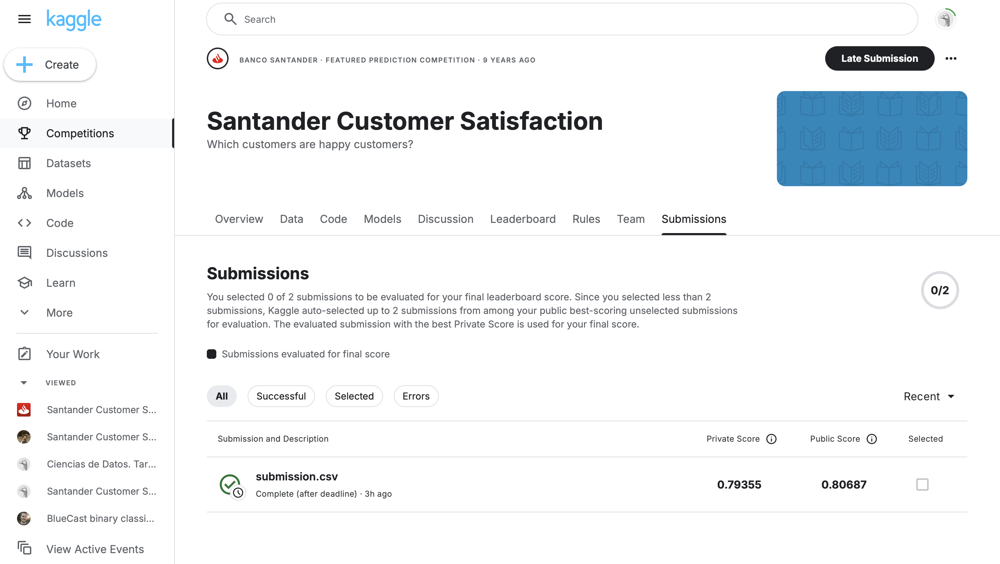 kaggle
Search
Create
Home
Competitions
Datasets
Models
Code
Discussions
Learn
More
Your Work
VIEWED
Santander Customer S...
Santander Customer S...
Ciencias de Datos. Tar...
Santander Customer S...
BlueCast binary classi...
View Active Events
BANCO SANTANDER · FEATURED PREDICTION COMPETITION · 9 YEARS AGO
Late Submission
Santander Customer Satisfaction
Which customers are happy customers?
Overview Data Code Models Discussion Leaderboard Rules Team Submissions
Submissions
You selected 0 of 2 submissions to be evaluated for your final leaderboard score. Since you selected less than 2
submissions, Kaggle auto-selected up to 2 submissions from among your public best-scoring unselected submissions
for evaluation. The evaluated submission with the best Private Score is used for your final score.
0/2
Submissions evaluated for final score
All Successful Selected Errors
Recent
Submission and Description Private Score Public Score Selected
submission.csv
Complete (after deadline) · 3h ago
0.79355 0.80687